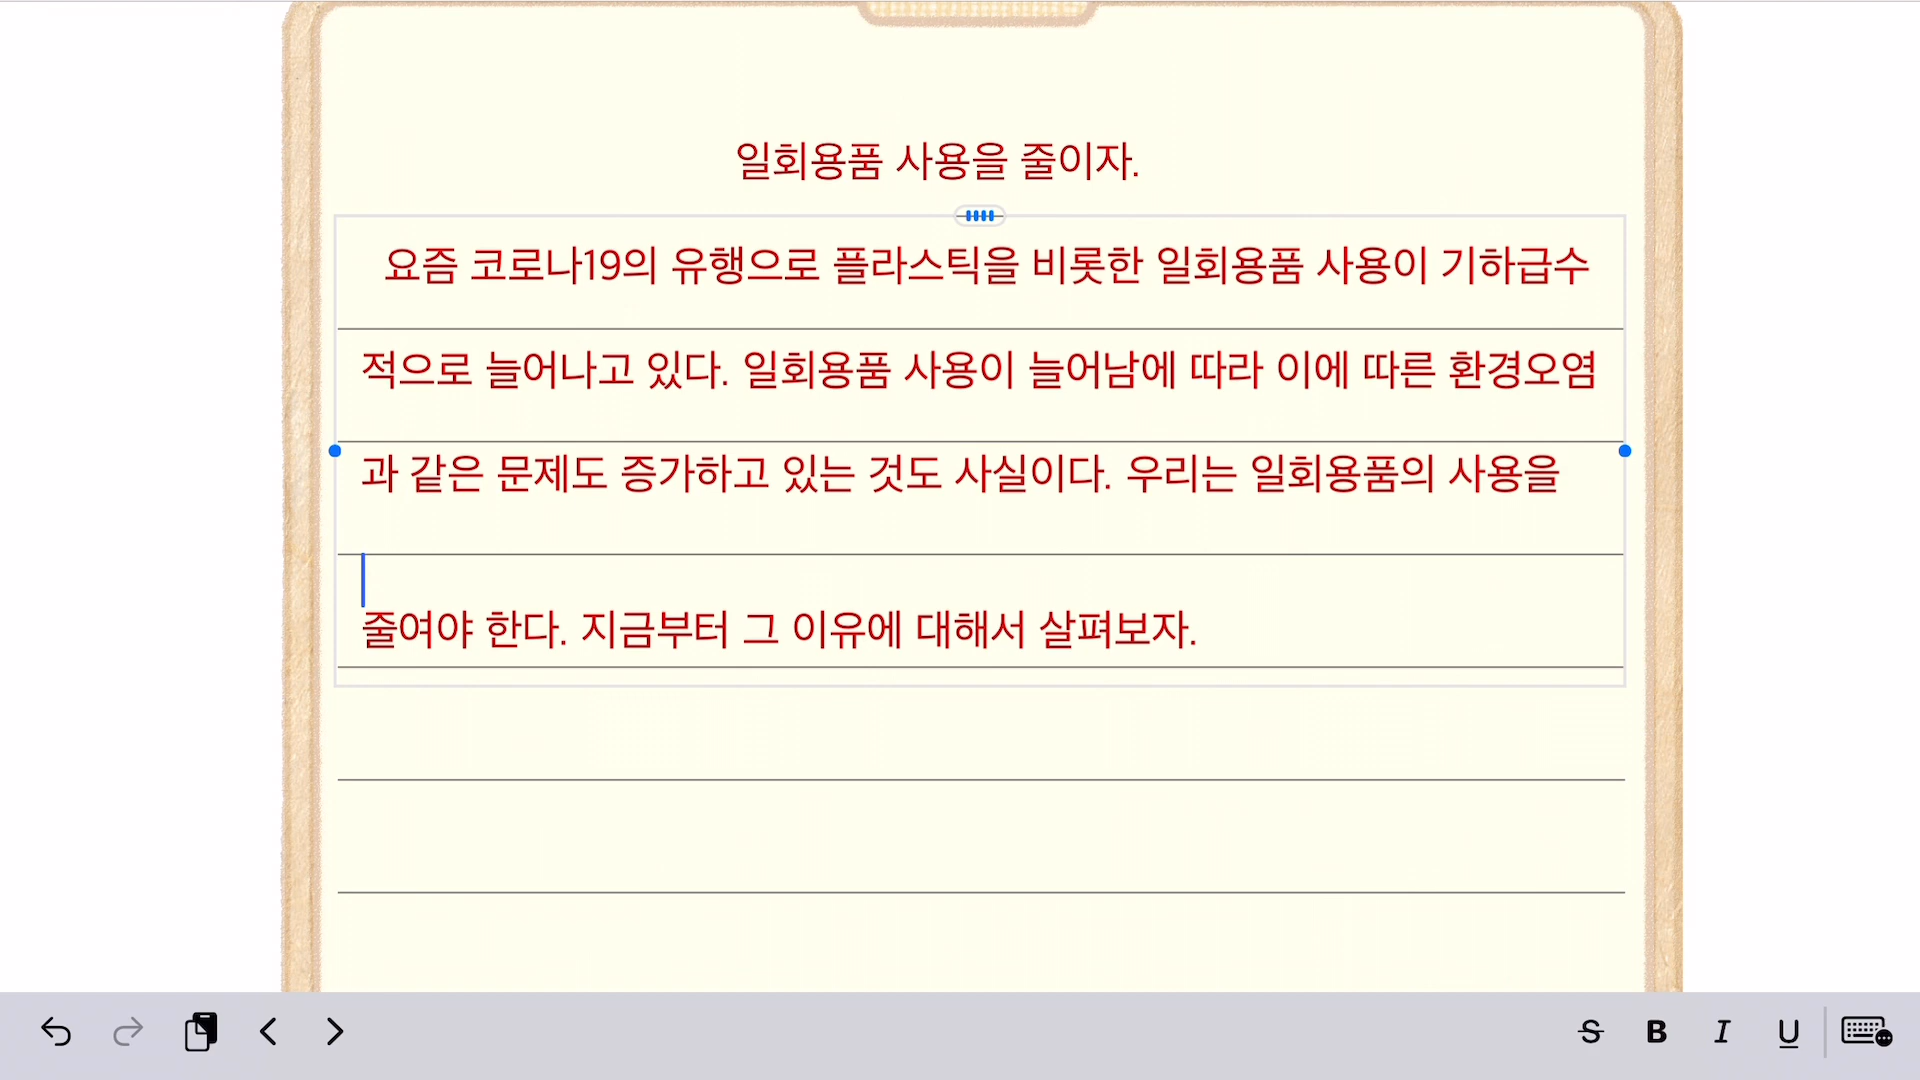 일회용품 사용을 줄이자.
요즘 코로나19의 유행으로 플라스틱을 비롯한 일회용품 사용이 기하급수
적으로 늘어나고 있다. 일회용품 사용이 늘어남에 따라 이에 따른 환경오염
과 같은 문제도 증가하고 있는 것도 사실이다. 우리는 일회용품의 사용을
줄여야 한다. 지금부터 그 이유에 대해서 살펴보자.
S B I U